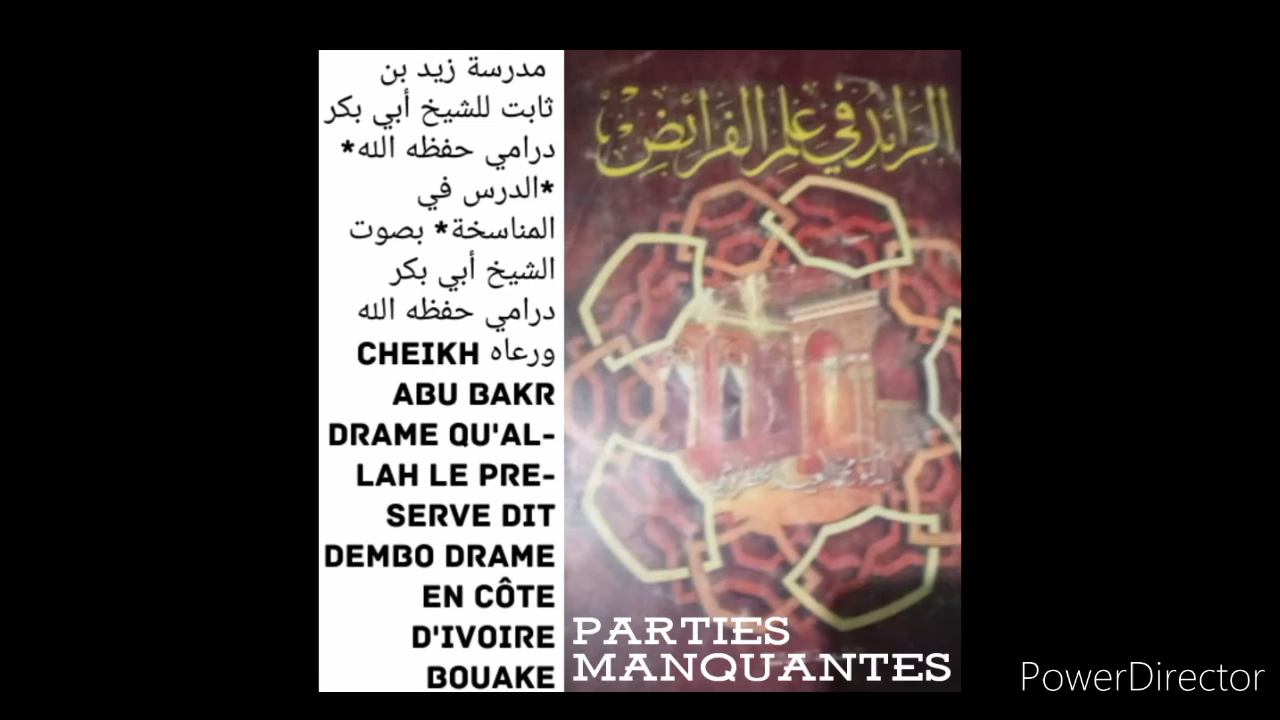 مدرسة زيد بن
ثابت للشيخ أبي بكر
درامي حفظه الله*
*الدرس في
المناسخة* بصوت
الشيخ أبي بكر
درامي حفظه الله
ورعاه CHEIKH
ABU BAKR
DRAME QU'AL-
LAH LE PRE-
SERVE DIT
DEMBO DRAME
EN CÔTE
D'IVOIRE
BOUAKE
الرائد في علم الفرائض
PARTIES
MANQUANTES
PowerDirector